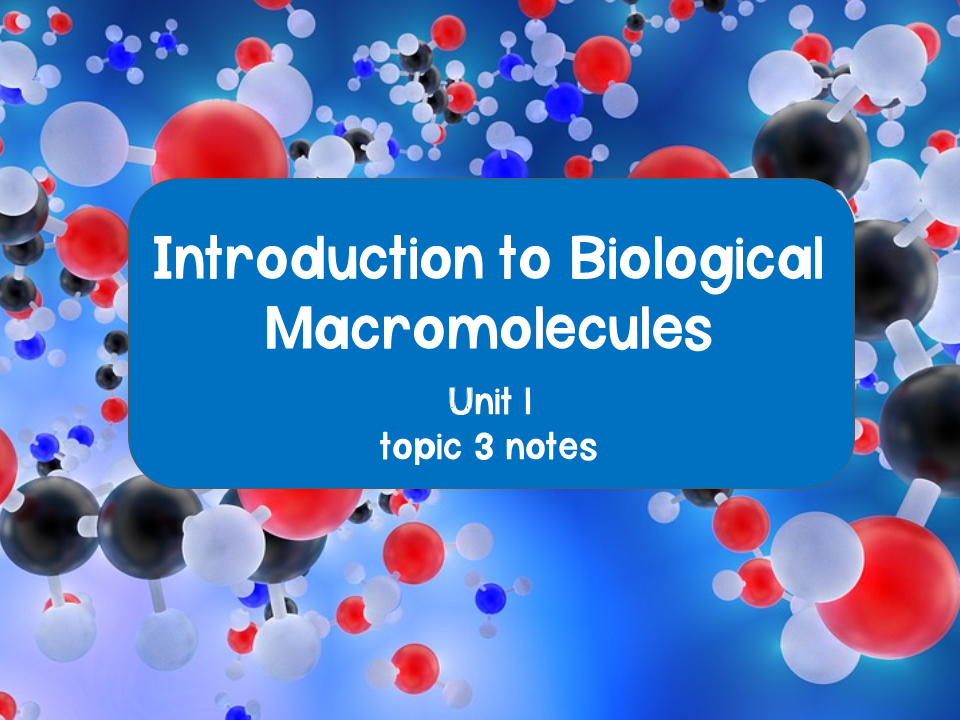 Introduction to Biological
Macromolecules
Unit 1
topic 3 notes